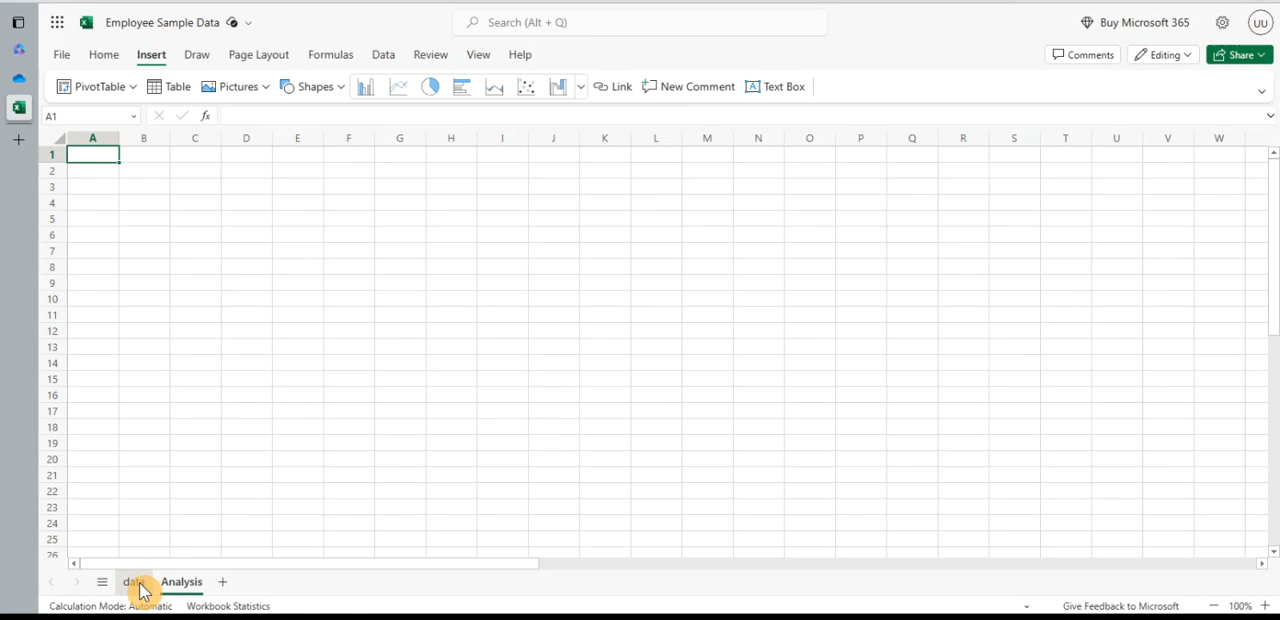 Employee Sample Data
Search (Alt + Q)
Buy Microsoft 365
UU
File Home Insert Draw Page Layout Formulas Data Review View Help
Comments Editing Share
PivotTable Table Pictures Shapes Link New Comment Text Box
A1 fx
A B C D E F G H I J K L M N O P Q R S T U V W
1
2
3
4
5
6
7
8
9
10
11
12
13
14
15
16
17
18
19
20
21
22
23
24
25
26
data Analysis
Calculation Mode: Automatic Workbook Statistics Give Feedback to Microsoft 100%